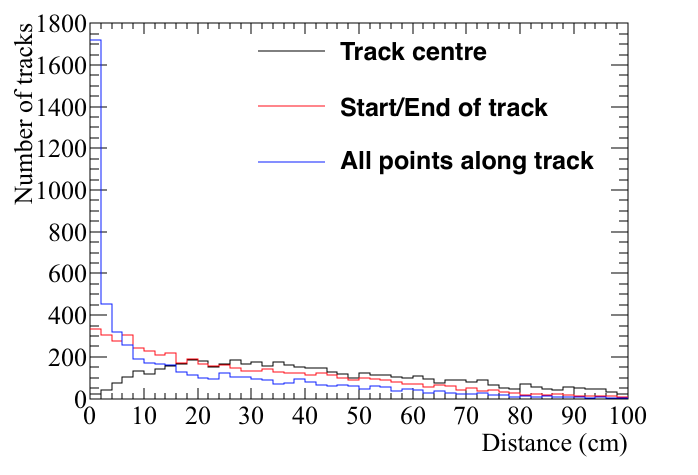 1800
1600
1400
1200
1000
800
600
400
200
0
Number of tracks
Track centre
Start/End of track
All points along track
0 10 20 30 40 50 60 70 80 90 100
Distance (cm)